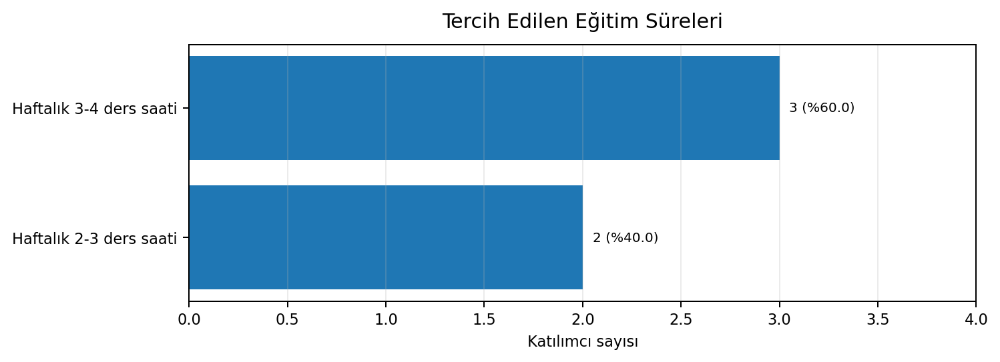 Tercih Edilen Eğitim Süreleri
Haftalık 3-4 ders saati
3 (%60.0)
Haftalık 2-3 ders saati
2 (%40.0)
0.0 0.5 1.0 1.5 2.0 2.5 3.0 3.5 4.0
Katılımcı sayısı